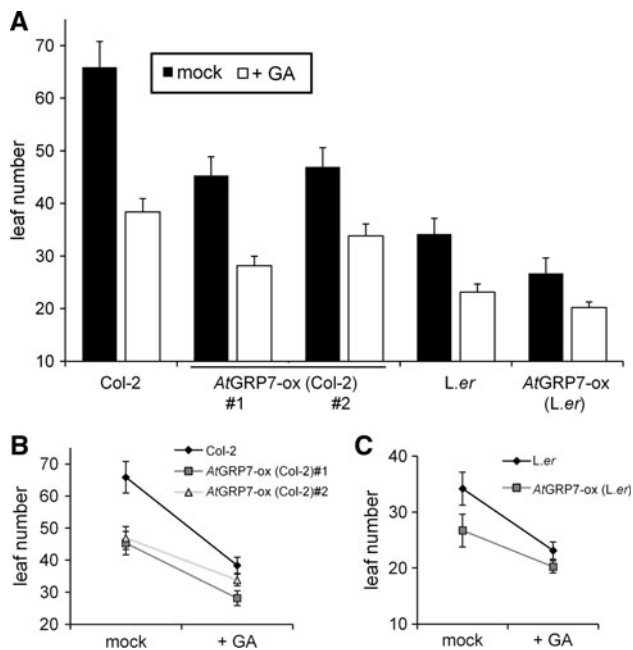 A
70
60
50
40
30
20
10
leaf number
mock
+ GA
Col-2
AtGRP7-ox (Col-2)
#1
#2
L.er
AtGRP7-ox
(L.er)
B
Col-2
AtGRP7-ox (Col-2)#1
AtGRP7-ox (Col-2)#2
70
60
50
40
30
20
leaf number
mock
+ GA
C
L.er
AtGRP7-ox (L.er)
40
30
20
10
leaf number
mock
+ GA